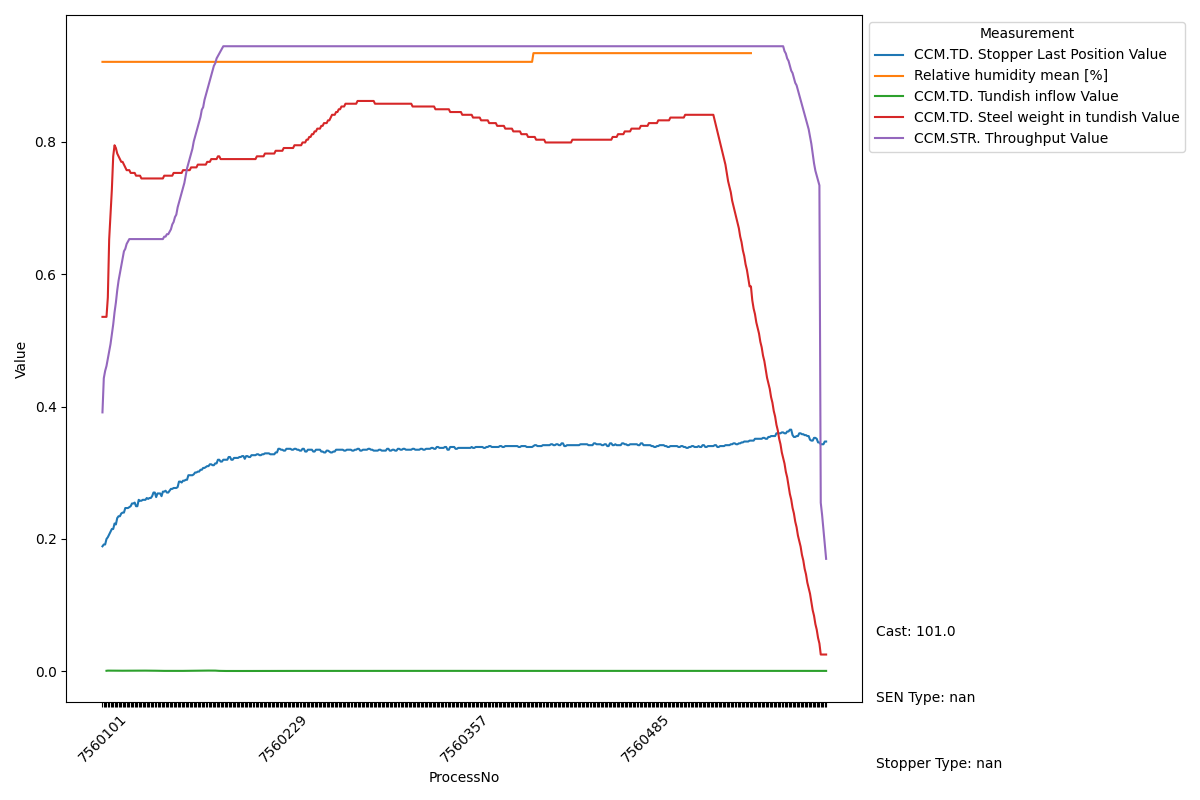 Measurement
CCM.TD. Stopper Last Position Value
Relative humidity mean [%]
CCM.TD. Tundish inflow Value
CCM.TD. Steel weight in tundish Value
CCM.STR. Throughput Value
Value
0.8
0.6
0.4
0.2
0.0
7560101
7560229
7560357
7560485
ProcessNo
Cast: 101.0
SEN Type: nan
Stopper Type: nan